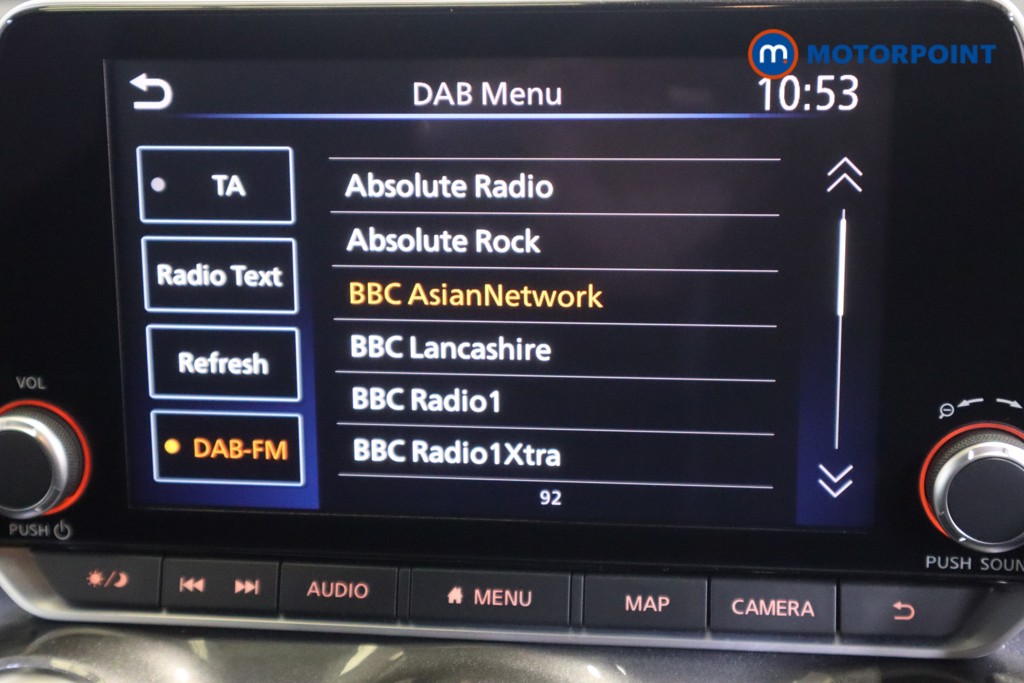 m MOTORPOINT
DAB Menu
10:53
TA
Radio Text
Refresh
DAB-FM
Absolute Radio
Absolute Rock
BBC AsianNetwork
BBC Lancashire
BBC Radio1
BBC Radio1Xtra
92
VOL
PUSH
PUSH SOUN
AUDIO
MENU
MAP
CAMERA